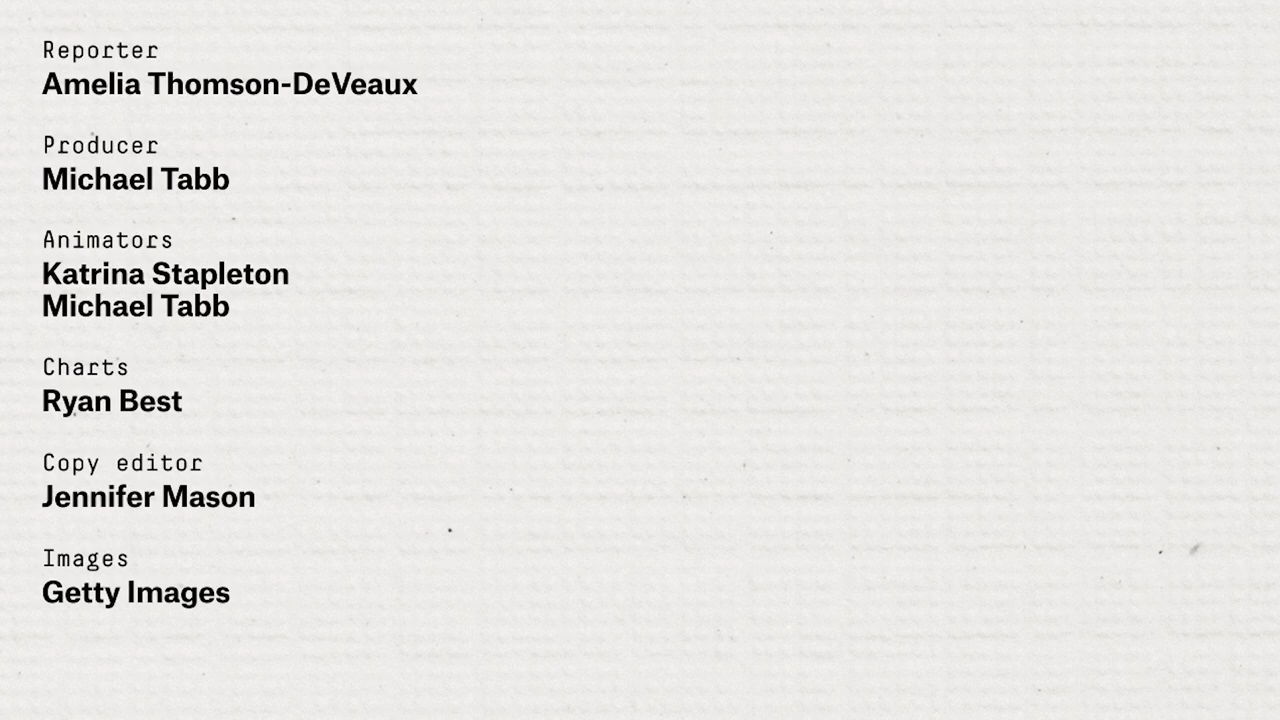 Reporter
Amelia Thomson-DeVeaux
Producer
Michael Tabb
Animators
Katrina Stapleton
Michael Tabb
Charts
Ryan Best
Copy editor
Jennifer Mason
Images
Getty Images